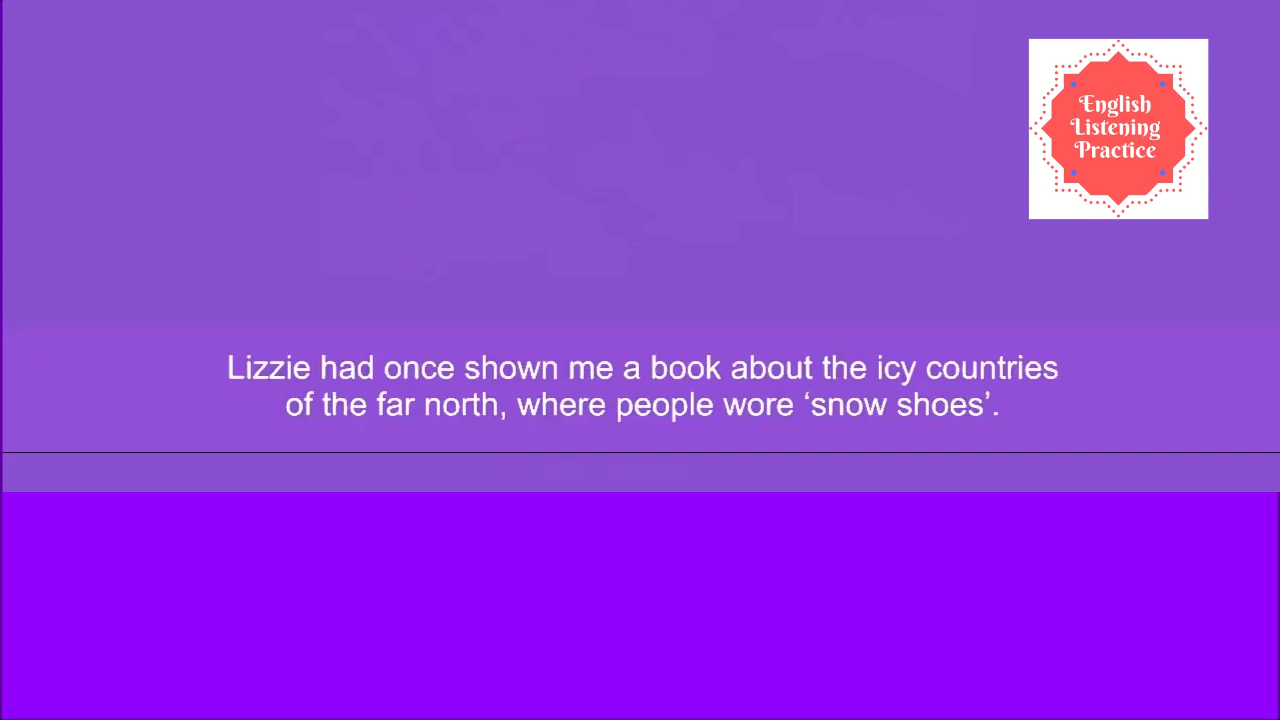 English
Listening
Practice
Lizzie had once shown me a book about the icy countries
of the far north, where people wore ‘snow shoes’.